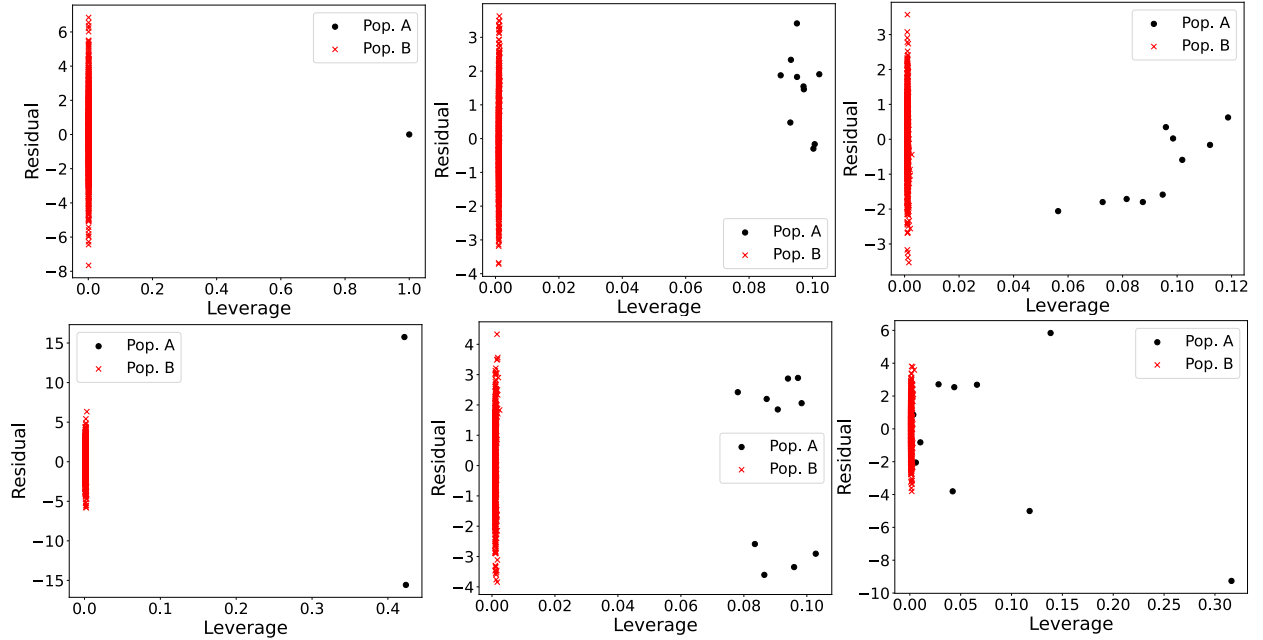 6
4
2
0
−2
−4
−6
−8
Residual
0.0 0.2 0.4 0.6 0.8 1.0
Leverage
Pop. A
Pop. B
3
2
1
0
−1
−2
−3
−4
Residual
0.00 0.02 0.04 0.06 0.08 0.10
Leverage
Pop. A
Pop. B
3
2
1
0
−1
−2
−3
Residual
0.00 0.02 0.04 0.06 0.08 0.10 0.12
Leverage
Pop. A
Pop. B
15
10
5
0
−5
−10
−15
Residual
0.0 0.1 0.2 0.3 0.4
Leverage
Pop. A
Pop. B
4
3
2
1
0
−1
−2
−3
−4
Residual
0.00 0.02 0.04 0.06 0.08 0.10
Leverage
Pop. A
Pop. B
6
4
2
0
−2
−4
−6
−8
−10
Residual
0.00 0.05 0.10 0.15 0.20 0.25 0.30
Leverage
Pop. A
Pop. B